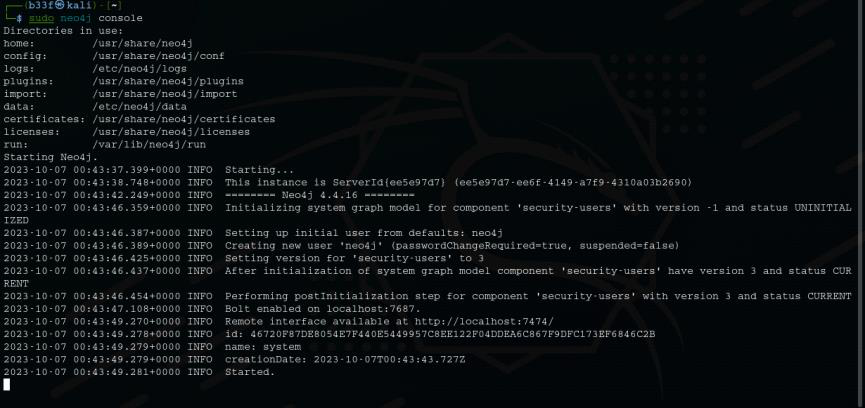 ┌──(b33f㉿kali)-[~]
└─$ sudo neo4j console
Directories in use:
home:         /usr/share/neo4j
config:       /usr/share/neo4j/conf
logs:         /etc/neo4j/logs
plugins:      /usr/share/neo4j/plugins
import:       /usr/share/neo4j/import
data:         /etc/neo4j/data
certificates: /usr/share/neo4j/certificates
licenses:     /usr/share/neo4j/licenses
run:          /var/lib/neo4j/run
Starting Neo4j.
2023-10-07 00:43:37.399+0000 INFO  Starting...
2023-10-07 00:43:38.748+0000 INFO  This instance is ServerId{ee5e97d7} (ee5e97d7-ee6f-4149-a7f9-4310a03b2690)
2023-10-07 00:43:42.249+0000 INFO  ======== Neo4j 4.4.16 ========
2023-10-07 00:43:46.359+0000 INFO  Initializing system graph model for component 'security-users' with version -1 and status UNINITIAL
IZED
2023-10-07 00:43:46.387+0000 INFO  Setting up initial user from defaults: neo4j
2023-10-07 00:43:46.389+0000 INFO  Creating new user 'neo4j' (passwordChangeRequired=true, suspended=false)
2023-10-07 00:43:46.425+0000 INFO  Setting version for 'security-users' to 3
2023-10-07 00:43:46.437+0000 INFO  After initialization of system graph model component 'security-users' have version 3 and status CUR
RENT
2023-10-07 00:43:46.454+0000 INFO  Performing postInitialization step for component 'security-users' with version 3 and status CURRENT
2023-10-07 00:43:47.108+0000 INFO  Bolt enabled on localhost:7687.
2023-10-07 00:43:49.270+0000 INFO  Remote interface available at http://localhost:7474/
2023-10-07 00:43:49.278+0000 INFO  id: 46720F87DE8054E7F440E5449957C8EE122F04DDEA6C867F9DFC173EF6846C2B
2023-10-07 00:43:49.279+0000 INFO  name: system
2023-10-07 00:43:49.279+0000 INFO  creationDate: 2023-10-07T00:43:43.727Z
2023-10-07 00:43:49.281+0000 INFO  Started.